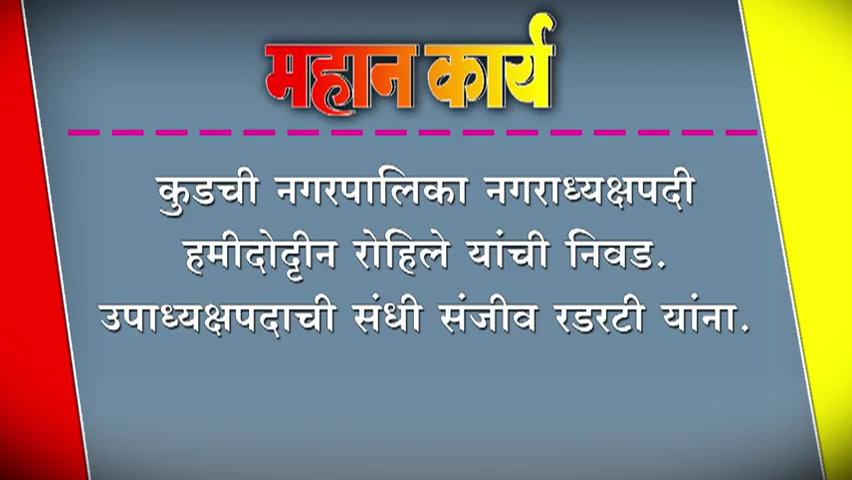 महान कार्य
कुडची नगरपालिका नगराध्यक्षपदी
हमीदोद्दीन रोहिले यांची निवड.
उपाध्यक्षपदाची संधी संजीव रडरटी यांना.